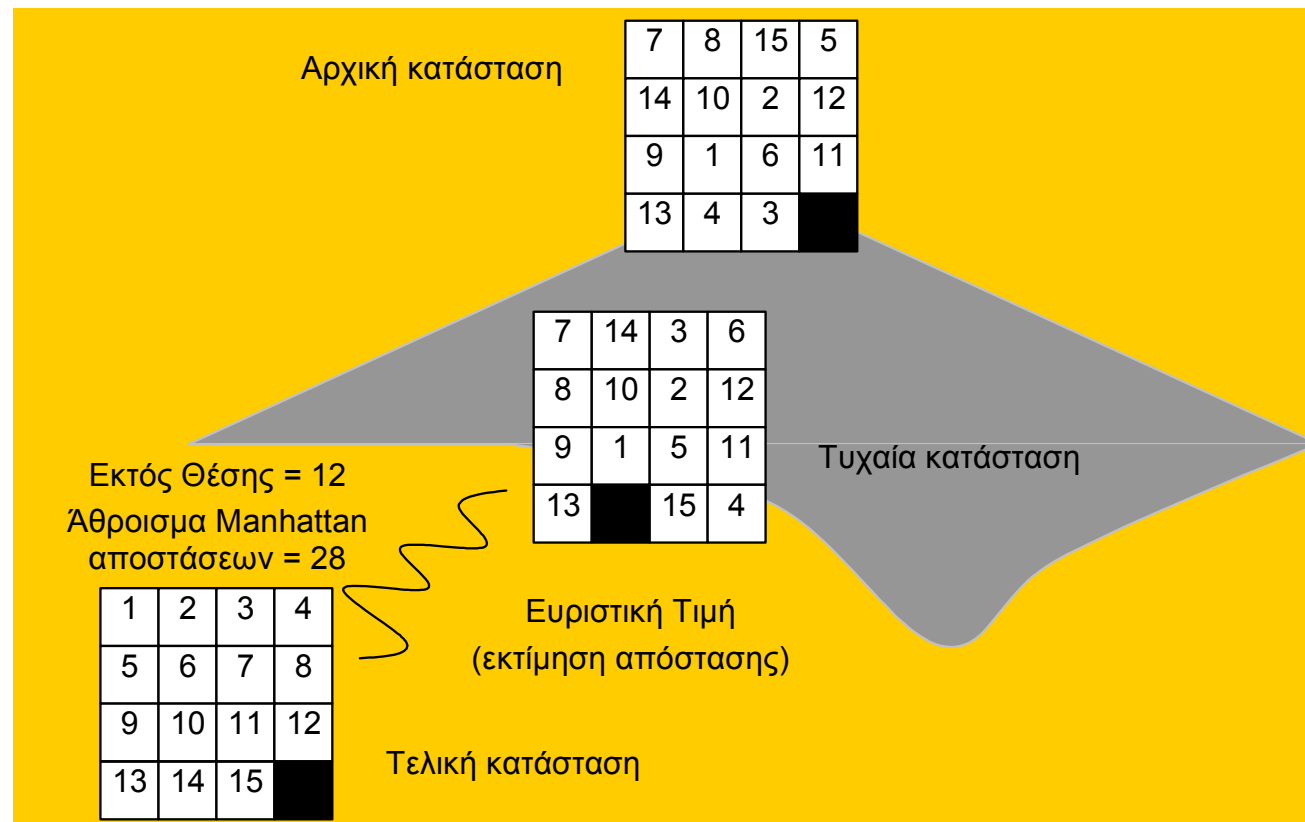 Αρχική κατάσταση
7 8 15 5
14 10 2 12
9 1 6 11
13 4 3
7 14 3 6
8 10 2 12
9 1 5 11
13 15 4
Τυχαία κατάσταση
Εκτός Θέσης = 12
Άθροισμα Manhattan
αποστάσεων = 28
Ευριστική Τιμή
(εκτίμηση απόστασης)
1 2 3 4
5 6 7 8
9 10 11 12
13 14 15
Τελική κατάσταση